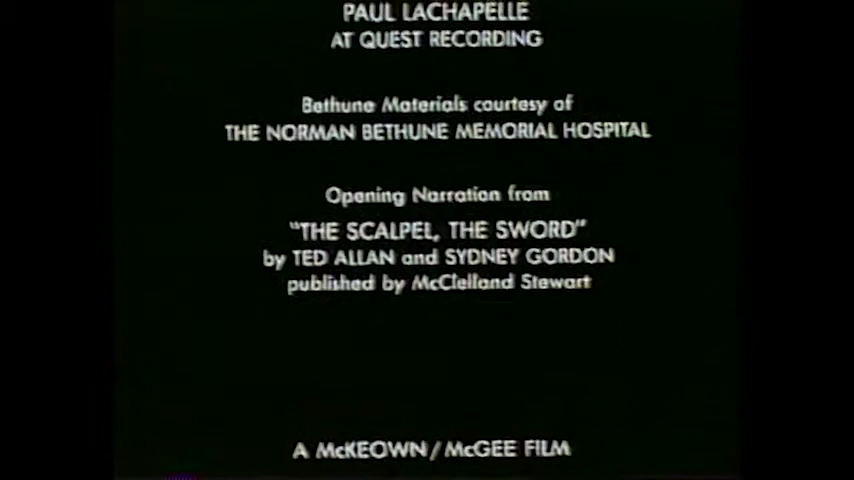 PAUL LACHAPELLE
AT QUEST RECORDING
Bethune Materials courtesy of
THE NORMAN BETHUNE MEMORIAL HOSPITAL
Opening Narration from
"THE SCALPEL, THE SWORD"
by TED ALLAN and SYDNEY GORDON
published by McClelland Stewart
A McKEOWN/McGEE FILM